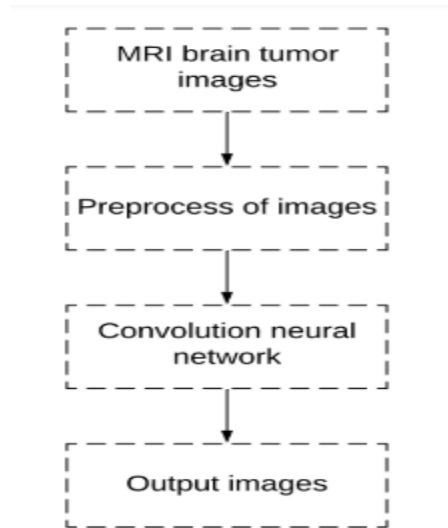 MRI brain tumor
images
Preprocess of images
Convolution neural
network
Output images